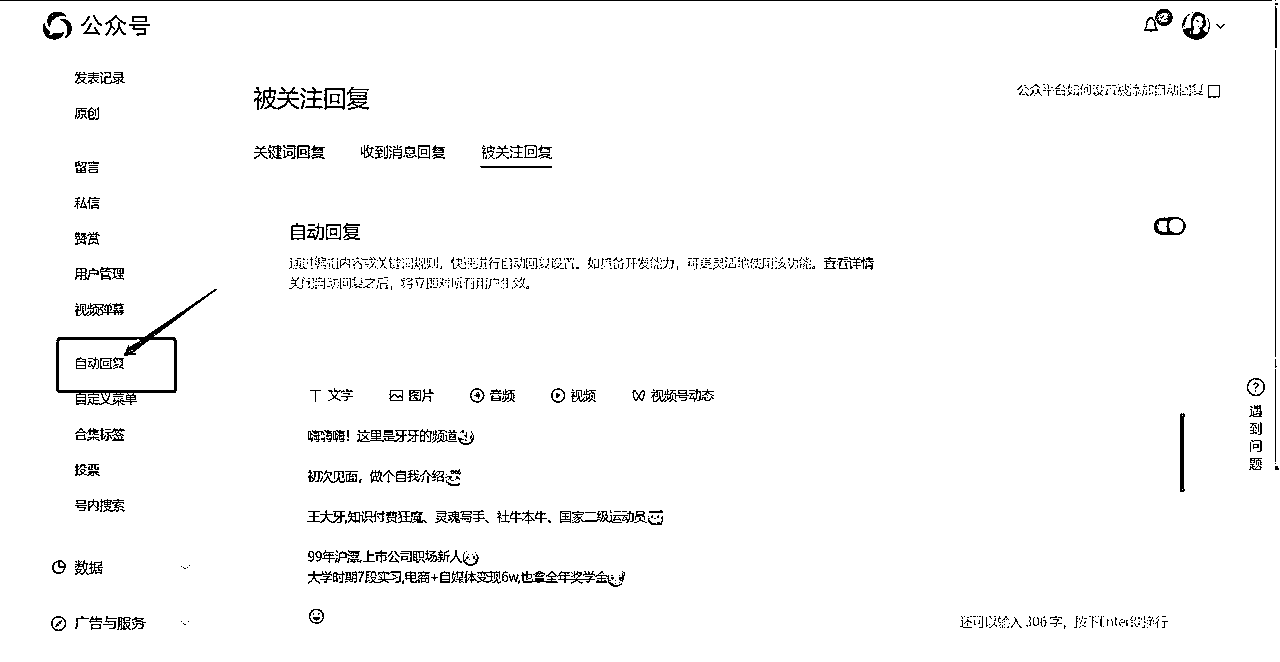 公众号
发表记录
原创
留言
私信
赞赏
用户管理
视频弹幕
自动回复
自定义菜单
合集标签
投票
号内搜索
数据
广告与服务
被关注回复
公众平台如何设置被添加自动回复
关键词回复 收到消息回复 被关注回复
自动回复
通过编辑内容或关键词规则，快速进行自动回复设置。如具备开发能力，可更灵活地使用该功能。查看详情
关闭自动回复之后，将立即对所有用户生效。
文字 图片 音频 视频 视频号动态
嗨嗨嗨！这里是牙牙的频道
初次见面，做个自我介绍
王大牙,知识付费狂魔、灵魂写手、社牛本牛、国家二级运动员
99年沪漂,上市公司职场新人
大学时期7段实习,电商+自媒体变现6w,也拿全年奖学金
还可以输入 306 字，按下Enter键换行
遇到问题